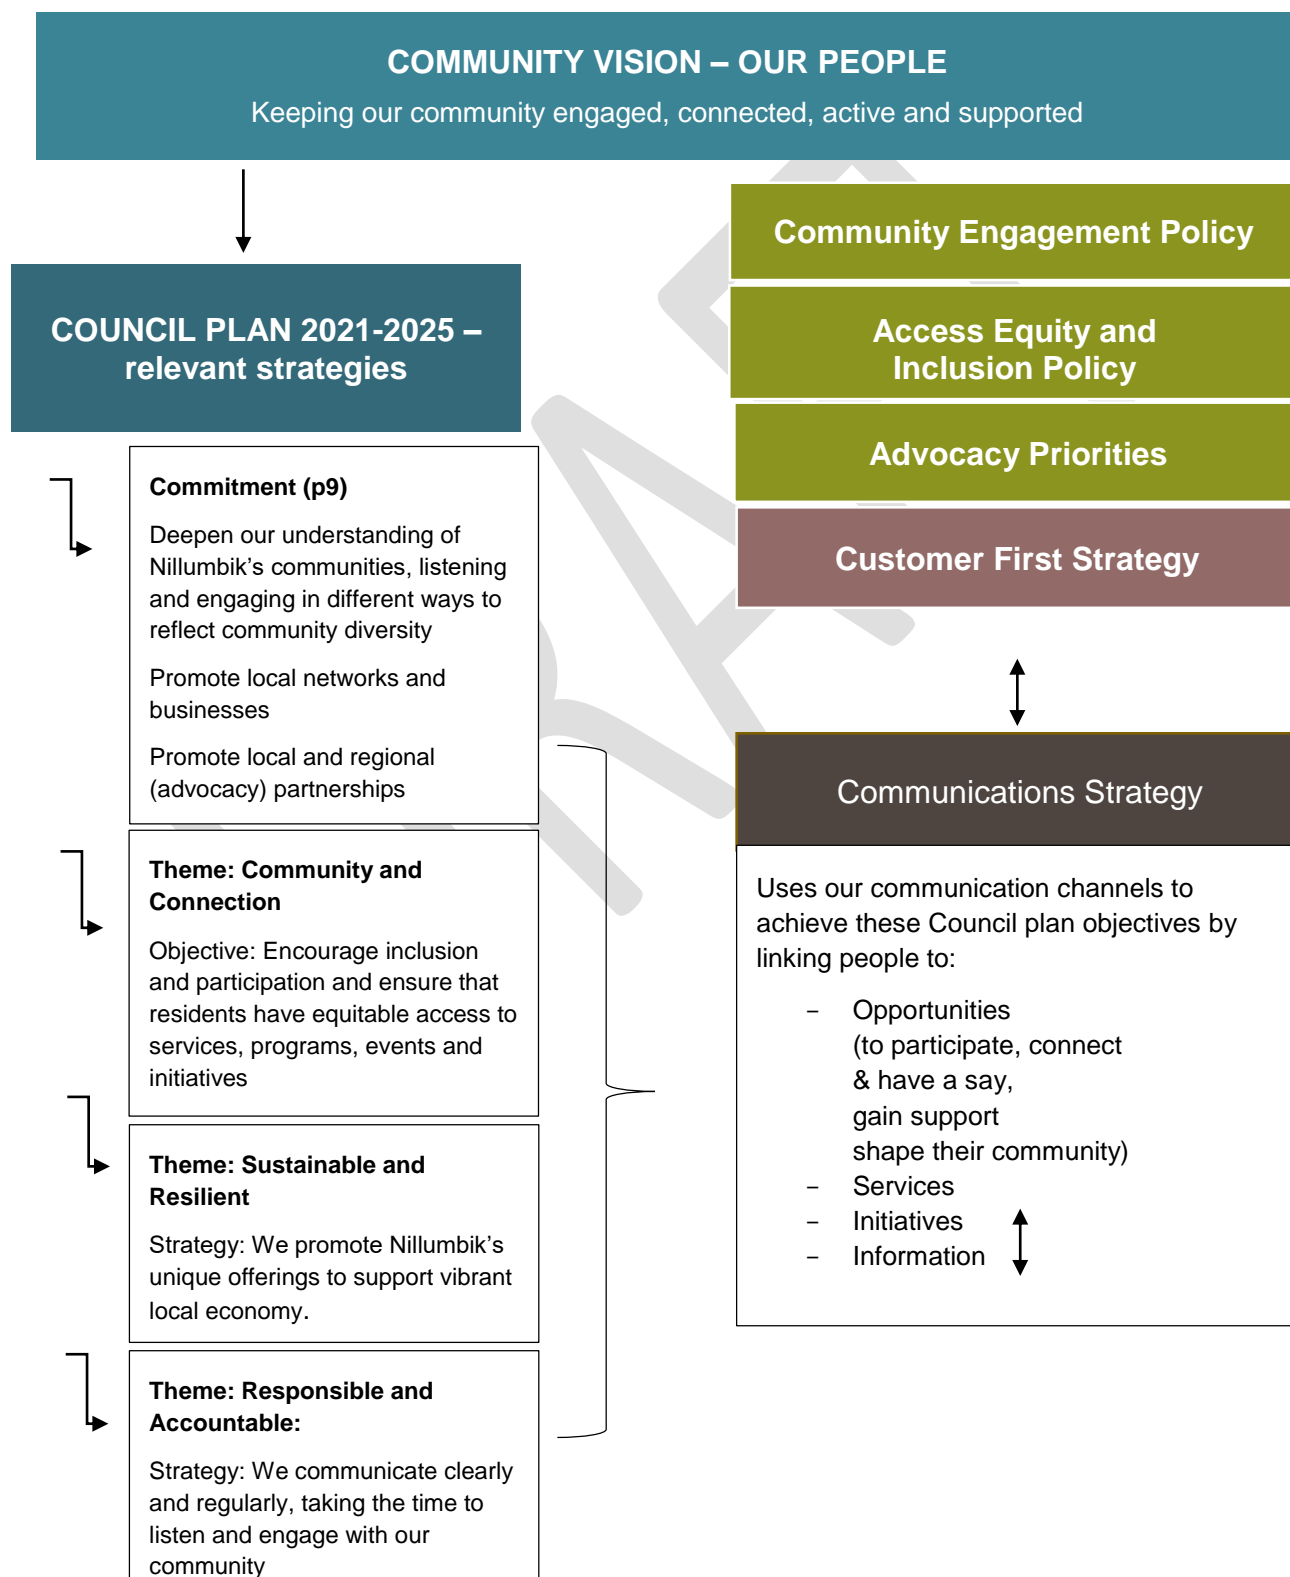 COMMUNITY VISION – OUR PEOPLE
Keeping our community engaged, connected, active and supported
COUNCIL PLAN 2021-2025 –
relevant strategies
Commitment (p9)
Deepen our understanding of
Nillumbik’s communities, listening
and engaging in different ways to
reflect community diversity
Promote local networks and
businesses
Promote local and regional
(advocacy) partnerships
Theme: Community and
Connection
Objective: Encourage inclusion
and participation and ensure that
residents have equitable access to
services, programs, events and
initiatives
Theme: Sustainable and
Resilient
Strategy: We promote Nillumbik’s
unique offerings to support vibrant
local economy.
Theme: Responsible and
Accountable:
Strategy: We communicate clearly
and regularly, taking the time to
listen and engage with our
community
Community Engagement Policy
Access Equity and
Inclusion Policy
Advocacy Priorities
Customer First Strategy
Communications Strategy
Uses our communication channels to
achieve these Council plan objectives by
linking people to:
– Opportunities
(to participate, connect
& have a say,
gain support
shape their community)
– Services
– Initiatives
– Information